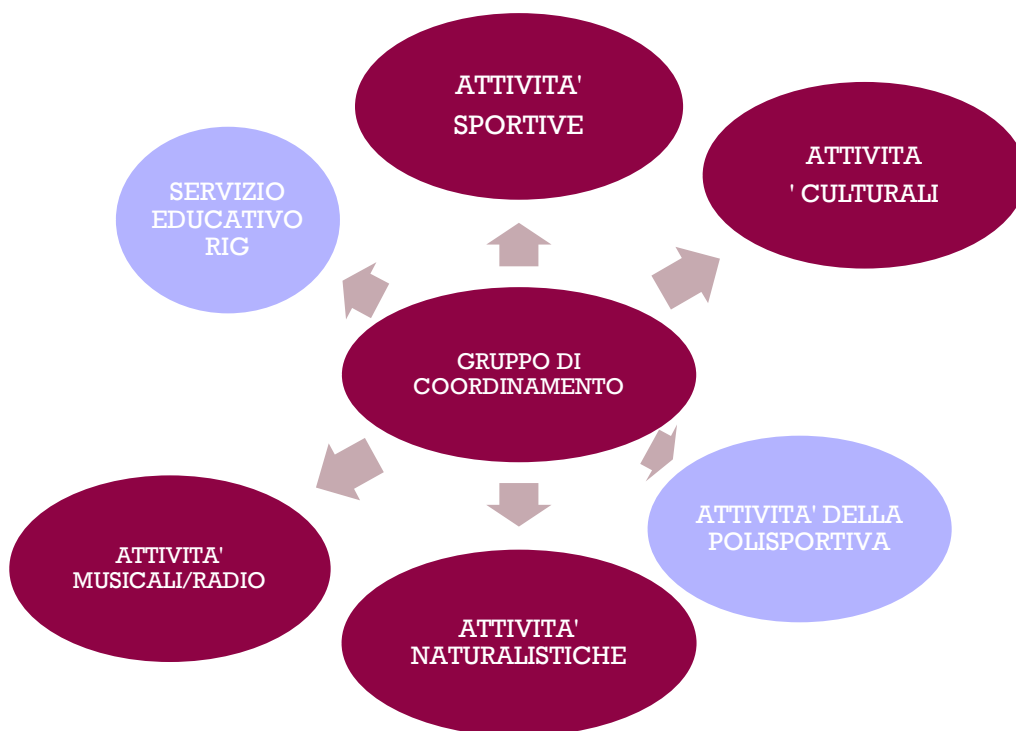 ATTIVITA'
SPORTIVE
ATTIVITA
' CULTURALI
SERVIZIO
EDUCATIVO
RIG
GRUPPO DI
COORDINAMENTO
ATTIVITA' DELLA
POLISPORTIVA
ATTIVITA'
MUSICALI/RADIO
ATTIVITA'
NATURALISTICHE